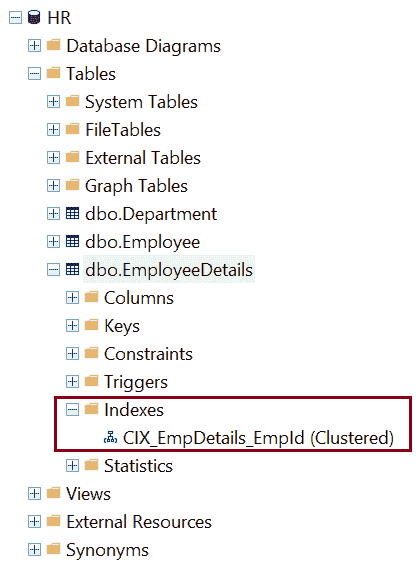 HR
Database Diagrams
Tables
System Tables
FileTables
External Tables
Graph Tables
dbo.Department
dbo.Employee
dbo.EmployeeDetails
Columns
Keys
Constraints
Triggers
Indexes
CIX_EmpDetails_EmpId (Clustered)
Statistics
Views
External Resources
Synonyms